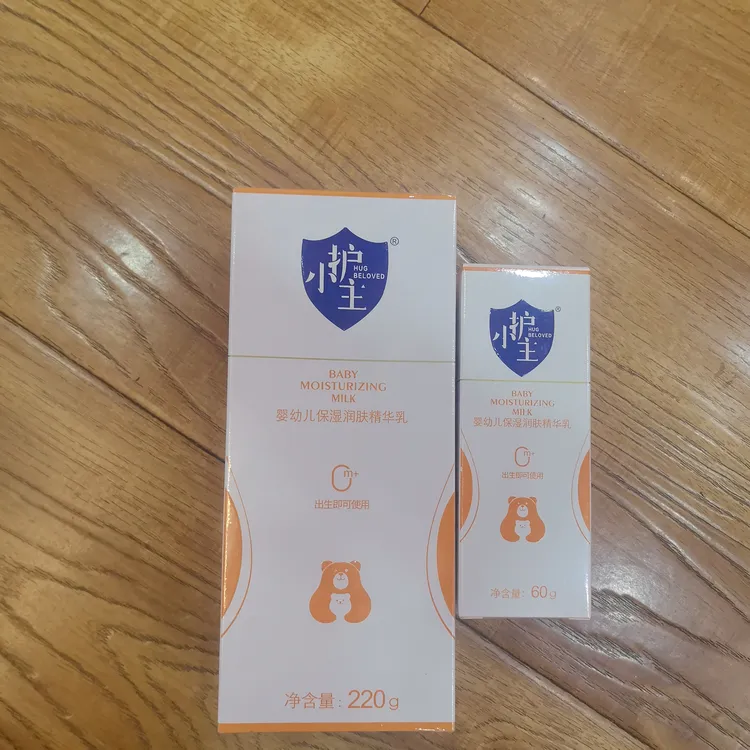 小护主
HUG
BELOVED
®
BABY
MOISTURIZING
MILK
婴幼儿保湿润肤精华乳
0m+
出生即可使用
净含量: 220g
小护主
HUG
BELOVED
®
BABY
MOISTURIZING
MILK
婴幼儿保湿润肤精华乳
0m+
出生即可使用
净含量: 60g